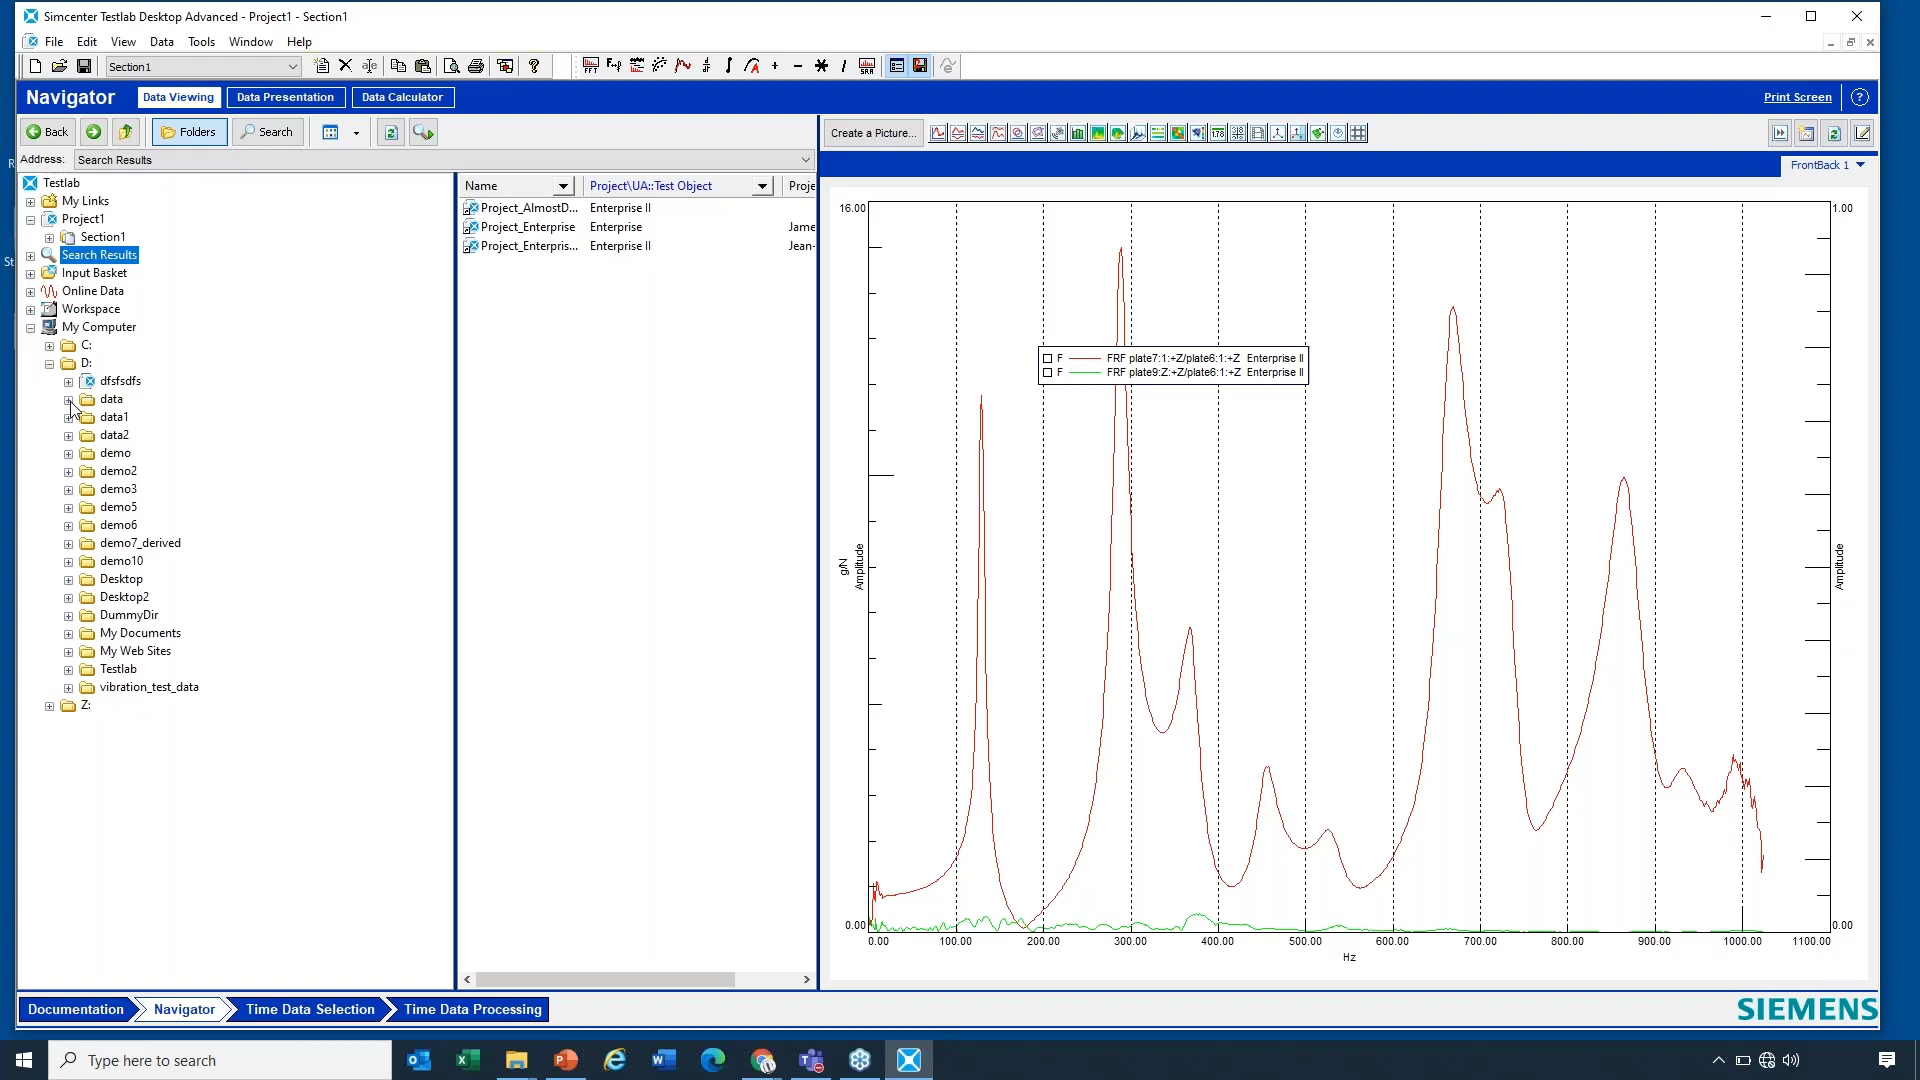 Simcenter Testlab Desktop Advanced - Project1 - Section1
File Edit View Data Tools Window Help
Section1
Navigator Data Viewing Data Presentation Data Calculator Print Screen
Back Folders Search
Create a Picture...
Address: Search Results
FrontBack 1
Testlab
My Links
Project1
Section1
Search Results
Input Basket
Online Data
Workspace
My Computer
C:
D:
dfsfsdfs
data
data1
data2
demo
demo2
demo3
demo5
demo6
demo7_derived
demo10
Desktop
Desktop2
DummyDir
My Documents
My Web Sites
Testlab
vibration_test_data
Z:
Name Project\UA::Test Object Proje
Project_AlmostD... Enterprise II
Project_Enterprise Enterprise Jame
Project_Enterpris... Enterprise II Jean-
16.00
1.00
F FRF plate7:1:+Z/plate6:1:+Z Enterprise II
F FRF plate9:Z:+Z/plate6:1:+Z Enterprise II
g/N
Amplitude
Amplitude
0.00
0.00
0.00 100.00 200.00 300.00 400.00 500.00 600.00 700.00 800.00 900.00 1000.00 1100.00
Hz
Documentation Navigator Time Data Selection Time Data Processing
SIEMENS
Type here to search